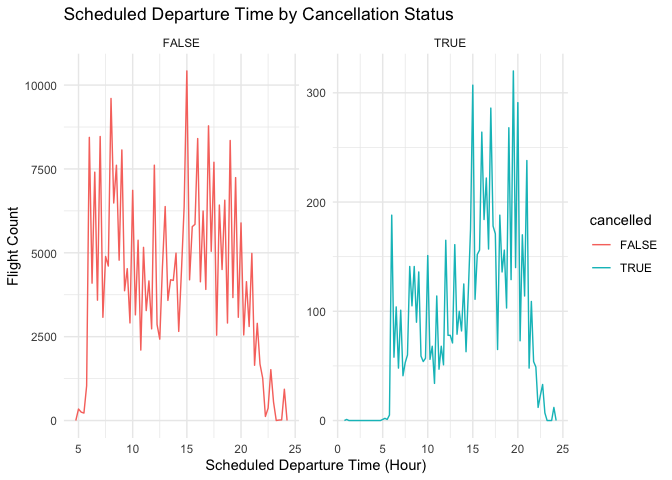 Scheduled Departure Time by Cancellation Status
FALSE
TRUE
10000
7500
5000
2500
0
300
200
100
0
5
10
15
20
25
0
5
10
15
20
25
Scheduled Departure Time (Hour)
Flight Count
cancelled
FALSE
TRUE